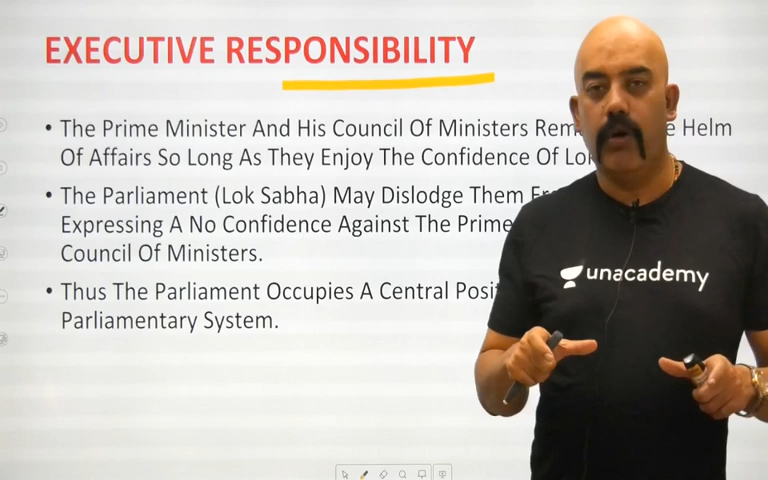 EXECUTIVE RESPONSIBILITY
• The Prime Minister And His Council Of Ministers Helm
Of Affairs So Long As They Enjoy The Confidence Of
• The Parliament (Lok Sabha) May Dislodge Them
Expressing A No Confidence Against The Prime
Council Of Ministers.
• Thus The Parliament Occupies A Central
Parliamentary System.
unacademy